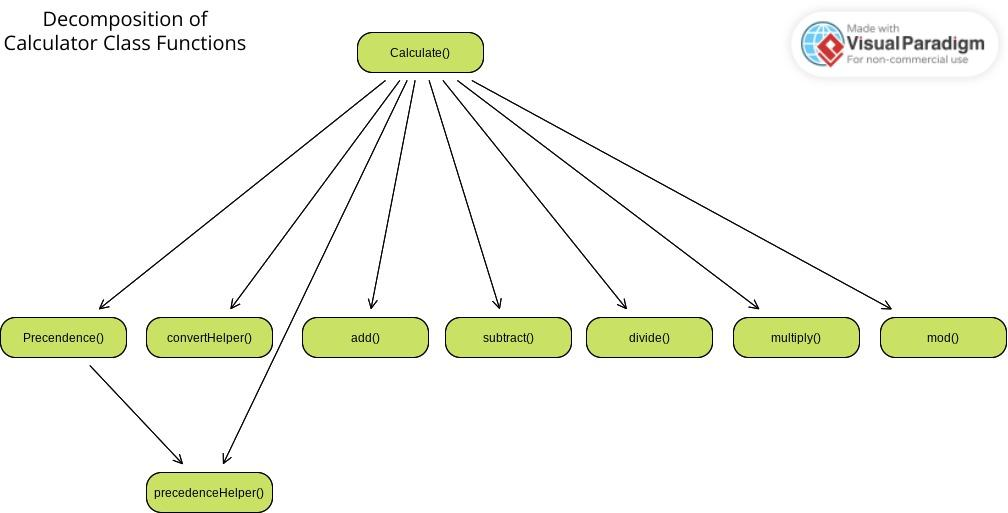 Decomposition of
Calculator Class Functions
Made with
Visual Paradigm
For non-commercial use
Calculate()
Precendence()
convertHelper()
add()
subtract()
divide()
multiply()
mod()
precedenceHelper()